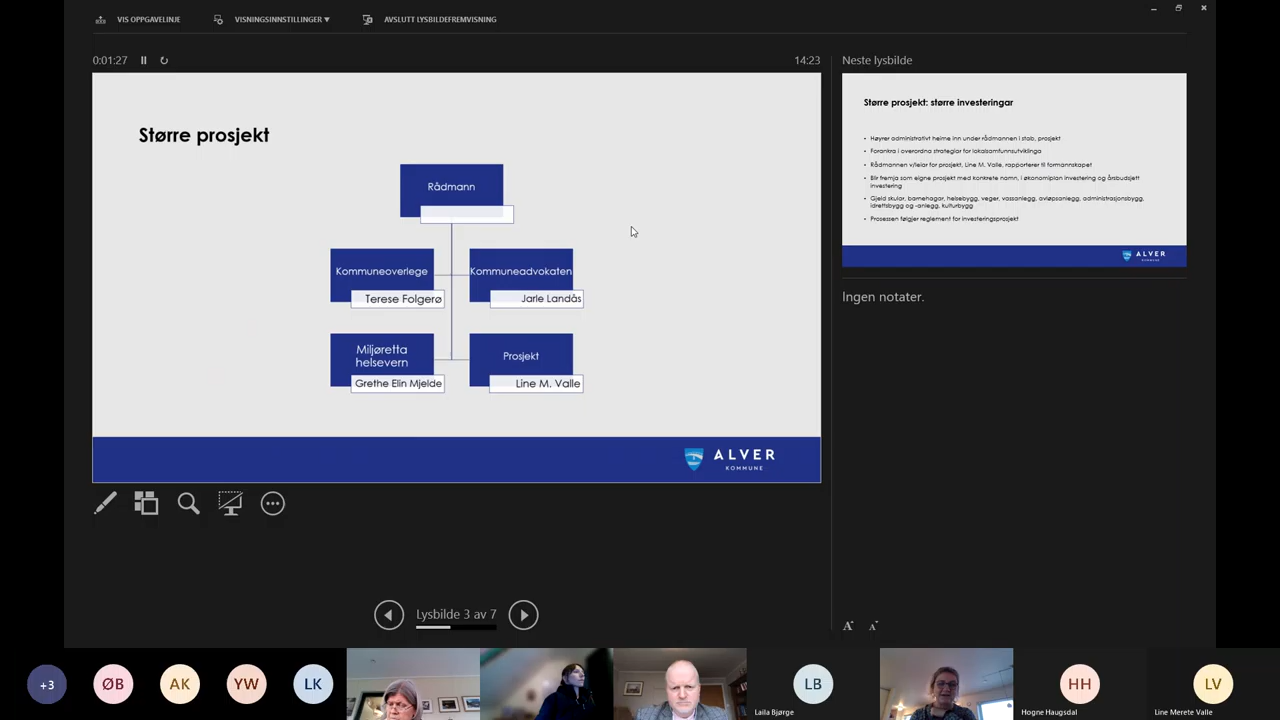 VIS OPPGAVELINJE
VISNINGSINNSTILLINGER ▼
AVSLUTT LYSBILDEFREMVISNING
0:01:27
14:23
Større prosjekt
Rådmann
Kommuneoverlege
Terese Folgerø
Kommuneadvokaten
Jarle Landås
Miljøretta
helsevern
Grethe Elin Mjelde
Prosjekt
Line M. Valle
ALVER
KOMMUNE
Lysbilde 3 av 7
Neste lysbilde
Større prosjekt: større investeringar
• Høyrer administrativt heime inn under rådmannen i stab, prosjekt
• Forankra i overordna strategiar for lokalsamfunnsutviklinga
• Rådmannen v/leiar for prosjekt, Line M. Valle, rapporterer til formannskapet
• Blir fremja som eigne prosjekt med konkrete namn, i økonomiplan investering og årsbudsjett
investering
• Gjeld skular, barnehagar, helsebygg, veger, vassanlegg, avløpsanlegg, administrasjonsbygg,
idrettsbygg og -anlegg, kulturbygg
• Prosessen følgjer reglement for investeringsprosjekt
ALVER
KOMMUNE
Ingen notater.
A A
+3
ØB
AK
YW
LK
LB
Laila Bjørge
HH
Hogne Haugsdal
LV
Line Merete Valle